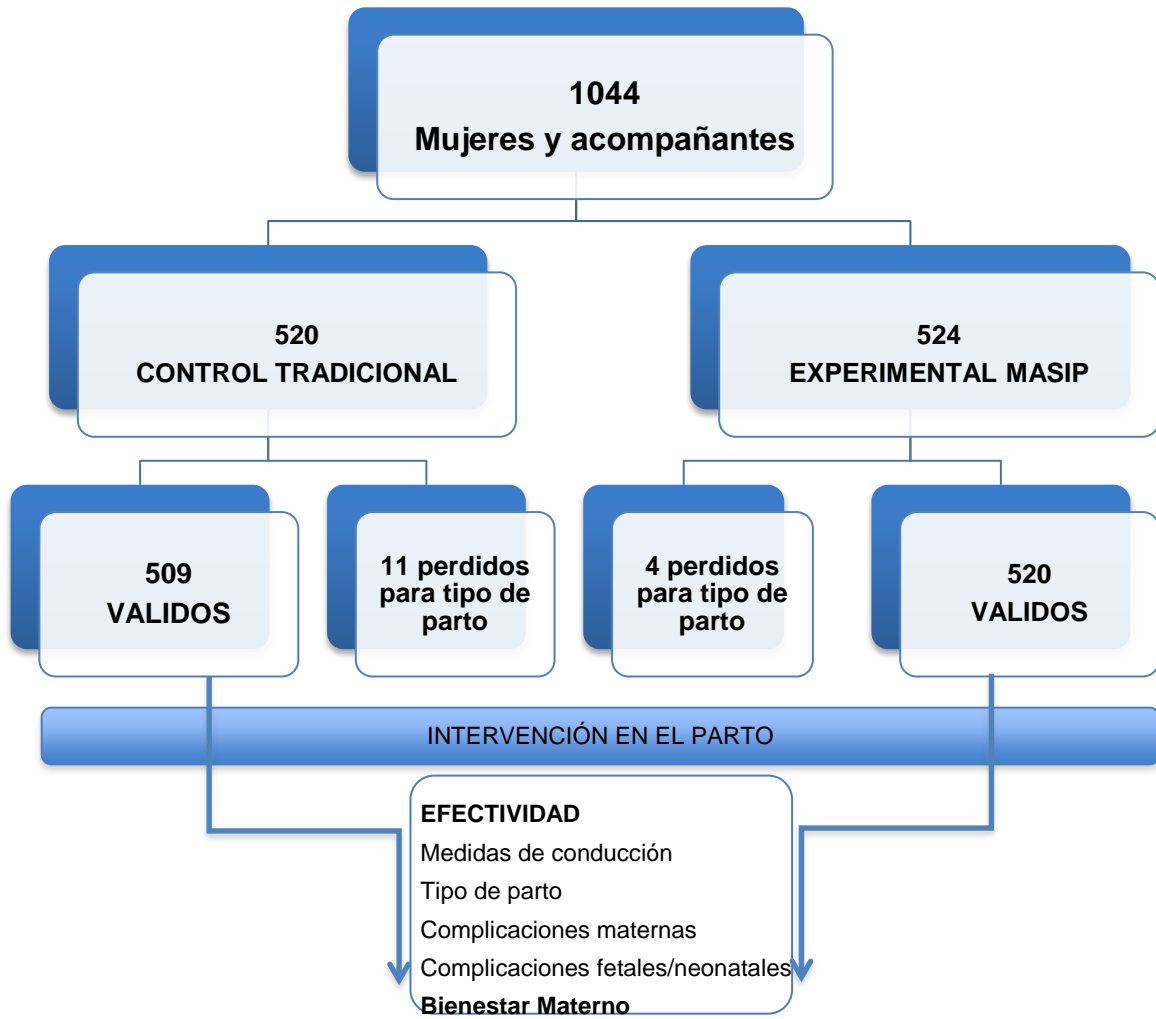 1044
Mujeres y acompañantes
520
CONTROL TRADICIONAL
524
EXPERIMENTAL MASIP
509
VALIDOS
11 perdidos
para tipo de
parto
4 perdidos
para tipo de
parto
520
VALIDOS
INTERVENCIÓN EN EL PARTO
EFECTIVIDAD
Medidas de conducción
Tipo de parto
Complicaciones maternas
Complicaciones fetales/neonatales
Bienestar Materno